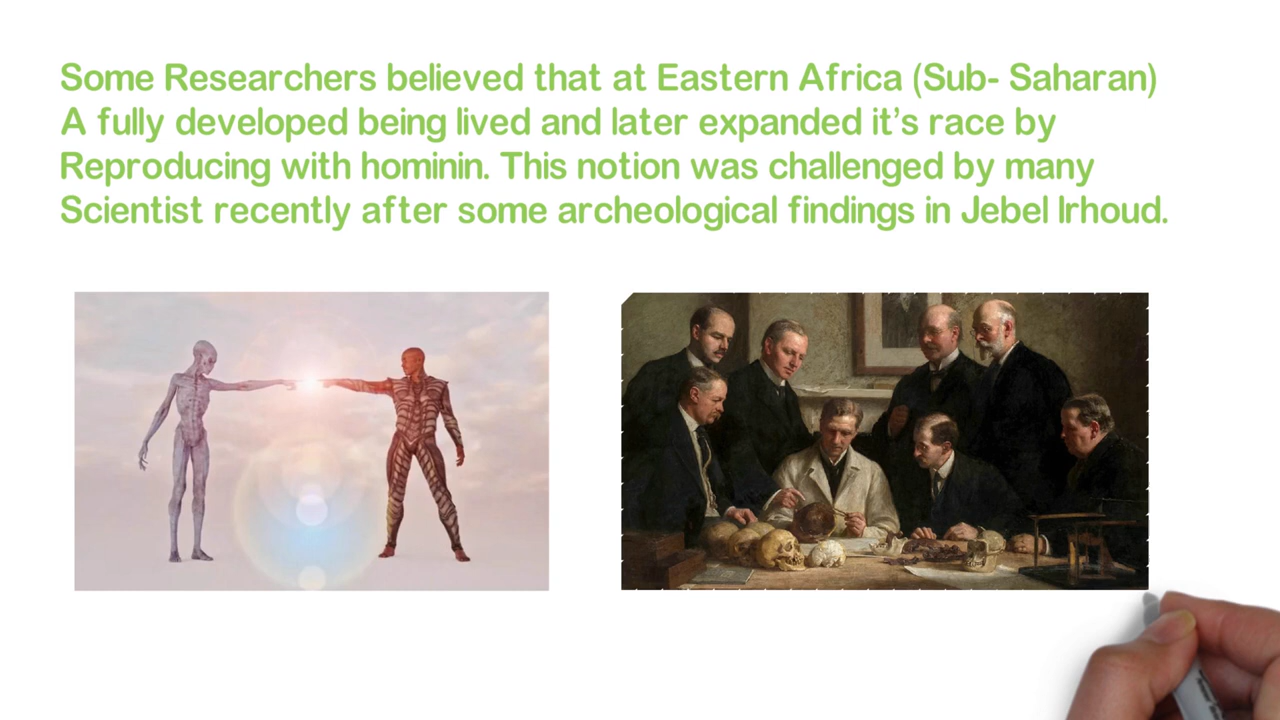 Some Researchers believed that at Eastern Africa (Sub- Saharan)
A fully developed being lived and later expanded it’s race by
Reproducing with hominin. This notion was challenged by many
Scientist recently after some archeological findings in Jebel Irhoud.